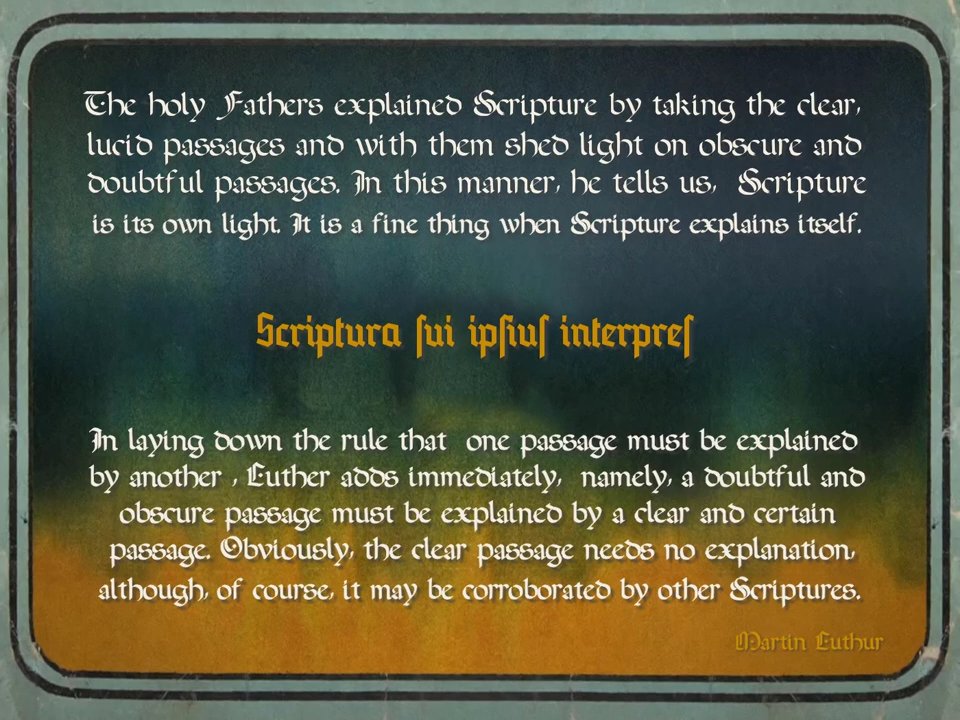 The holy Fathers explained Scripture by taking the clear,
lucid passages and with them shed light on obscure and
doubtful passages. In this manner, he tells us, Scripture
is its own light. It is a fine thing when Scripture explains itself.
Scriptura ſui ipſiuſ interpreſ
In laying down the rule that one passage must be explained
by another , Luther adds immediately, namely, a doubtful and
obscure passage must be explained by a clear and certain
passage. Obviously, the clear passage needs no explanation,
although, of course, it may be corroborated by other Scriptures.
Martin Luthur